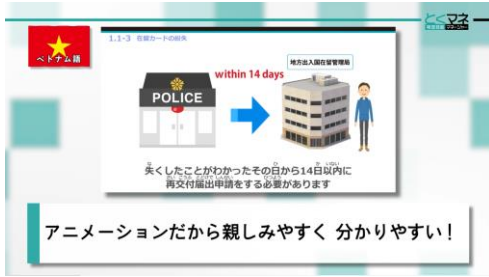 とくマネ
ベトナム語
1.1-3 在留カードの紛失
地方出入国在留管理局
within 14 days
POLICE
失くしたことがわかったその日から14日以内に
再交付届出申請をする必要があります
アニメーションだから親しみやすく 分かりやすい!